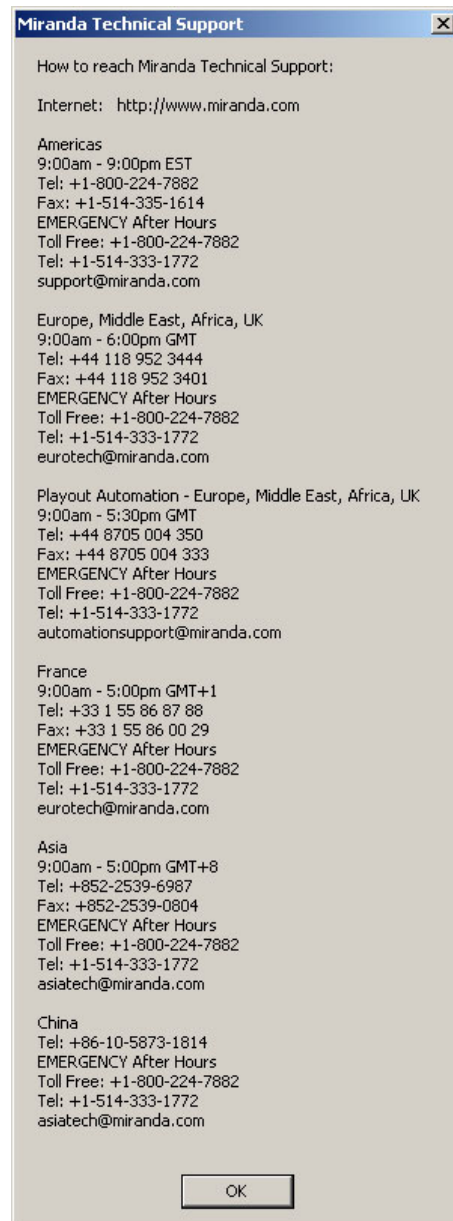 Miranda Technical Support
How to reach Miranda Technical Support:
Internet: http://www.miranda.com
Americas
9:00am - 9:00pm EST
Tel: +1-800-224-7882
Fax: +1-514-335-1614
EMERGENCY After Hours
Toll Free: +1-800-224-7882
Tel: +1-514-333-1772
support@miranda.com
Europe, Middle East, Africa, UK
9:00am - 6:00pm GMT
Tel: +44 118 952 3444
Fax: +44 118 952 3401
EMERGENCY After Hours
Toll Free: +1-800-224-7882
Tel: +1-514-333-1772
eurotech@miranda.com
Playout Automation - Europe, Middle East, Africa, UK
9:00am - 5:30pm GMT
Tel: +44 8705 004 350
Fax: +44 8705 004 333
EMERGENCY After Hours
Toll Free: +1-800-224-7882
Tel: +1-514-333-1772
automationsupport@miranda.com
France
9:00am - 5:00pm GMT+1
Tel: +33 1 55 86 87 88
Fax: +33 1 55 86 00 29
EMERGENCY After Hours
Toll Free: +1-800-224-7882
Tel: +1-514-333-1772
eurotech@miranda.com
Asia
9:00am - 5:00pm GMT+8
Tel: +852-2539-6987
Fax: +852-2539-0804
EMERGENCY After Hours
Toll Free: +1-800-224-7882
Tel: +1-514-333-1772
asiatech@miranda.com
China
Tel: +86-10-5873-1814
EMERGENCY After Hours
Toll Free: +1-800-224-7882
Tel: +1-514-333-1772
asiatech@miranda.com
OK